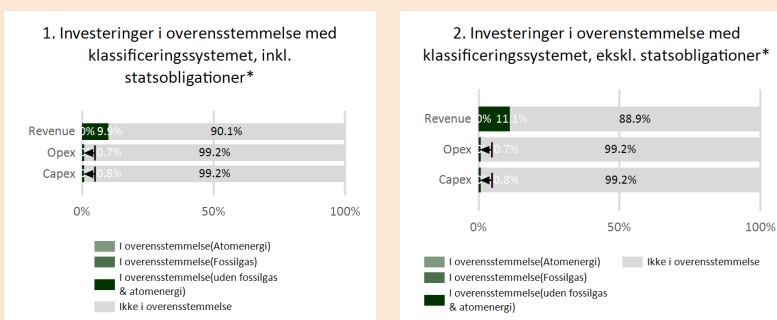 1. Investeringer i overensstemmelse med
klassificeringssystemet, inkl.
statsobligationer*
Revenue 0% 9.9% 90.1%
Opex 0.7% 99.2%
Capex 0.8% 99.2%
0% 50% 100%
I overensstemmelse(Atomenergi)
I overensstemmelse(Fossilgas)
I overensstemmelse(uden fossilgas
& atomenergi)
Ikke i overensstemmelse
2. Investeringer i overenstemmelse med
klassificeringssystemet, ekskl. statsobligationer*
Revenue 0% 11.1% 88.9%
Opex 0.7% 99.2%
Capex 0.8% 99.2%
0% 50% 100%
I overensstemmelse(Atomenergi) Ikke i overensstemmelse
I overensstemmelse(Fossilgas)
I overensstemmelse(uden fossilgas
& atomenergi)